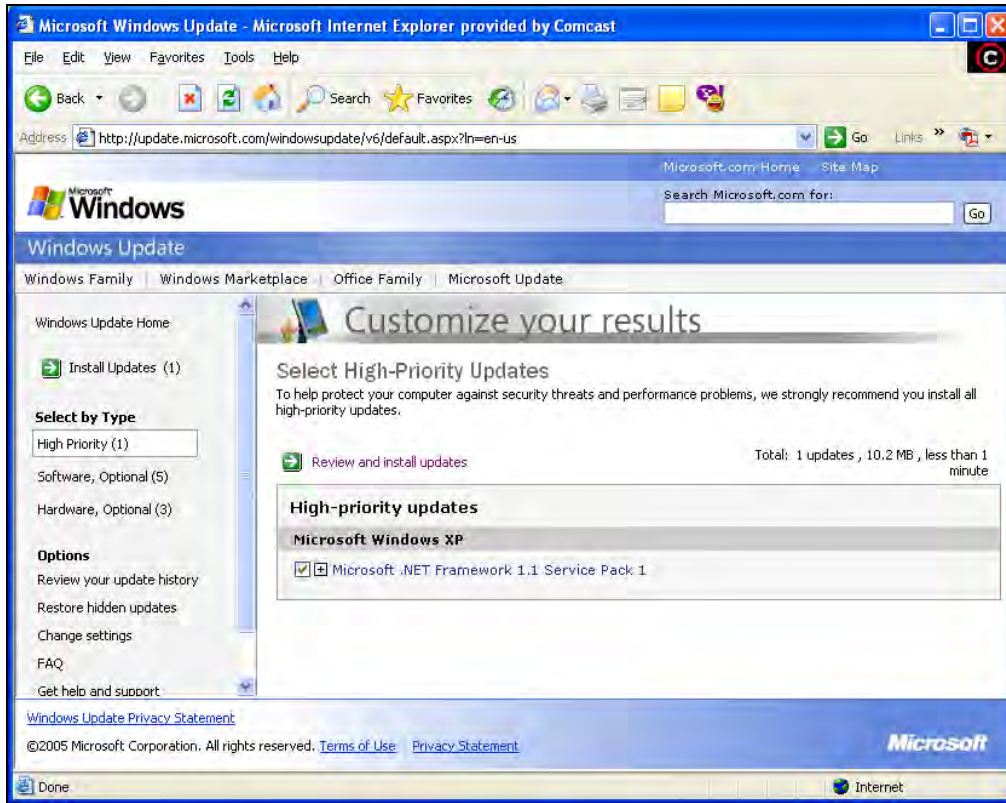 Microsoft Windows Update - Microsoft Internet Explorer provided by Comcast
File Edit View Favorites Tools Help
C
Back Search Favorites
Address http://update.microsoft.com/windowsupdate/v6/default.aspx?ln=en-us Go Links »
Microsoft.com Home Site Map
Microsoft
Windows
Search Microsoft.com for:
Go
Windows Update
Windows Family | Windows Marketplace | Office Family | Microsoft Update
Windows Update Home
Install Updates (1)
Select by Type
High Priority (1)
Software, Optional (5)
Hardware, Optional (3)
Options
Review your update history
Restore hidden updates
Change settings
FAQ
Get help and support
Customize your results
Select High-Priority Updates
To help protect your computer against security threats and performance problems, we strongly recommend you install all
high-priority updates.
Review and install updates
Total: 1 updates , 10.2 MB , less than 1
minute
High-priority updates
Microsoft Windows XP
Microsoft .NET Framework 1.1 Service Pack 1
Windows Update Privacy Statement
©2005 Microsoft Corporation. All rights reserved. Terms of Use Privacy Statement
Microsoft
Done Internet